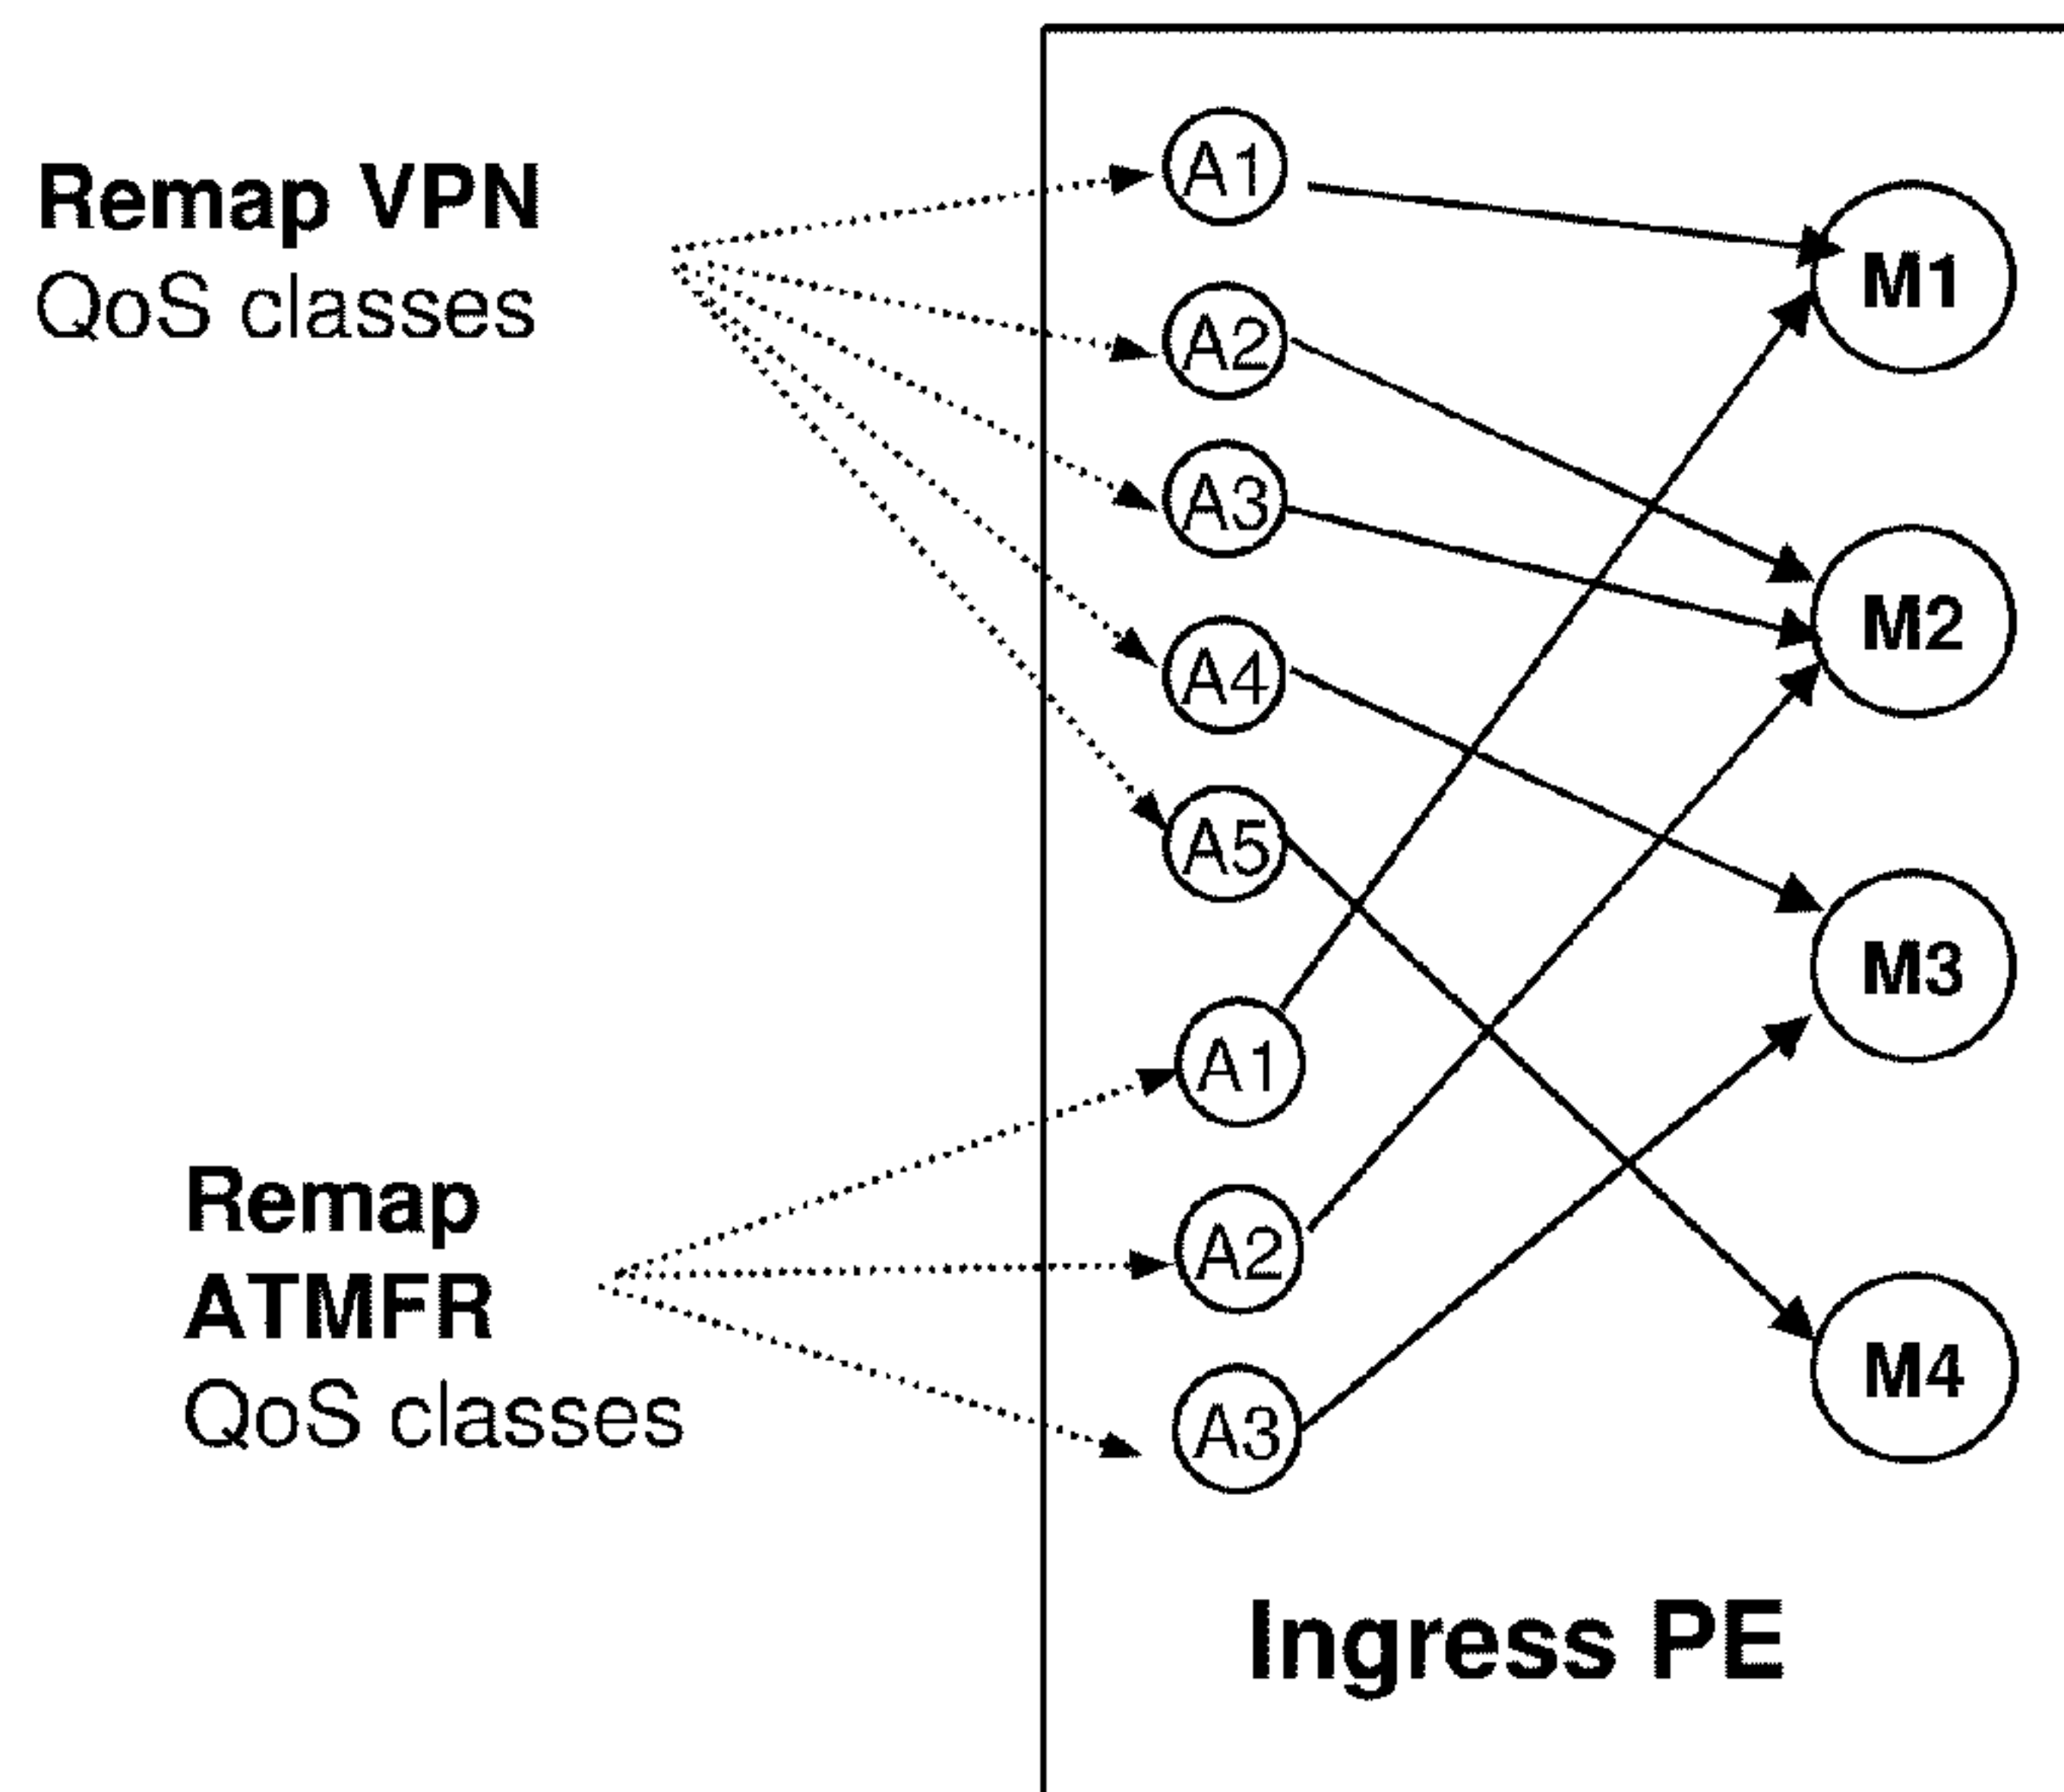 Remap VPN
QoS classes
A1
A2
A3
A4
A5
M1
M2
M3
M4
Remap
ATMFR
QoS classes
A1
A2
A3
Ingress PE